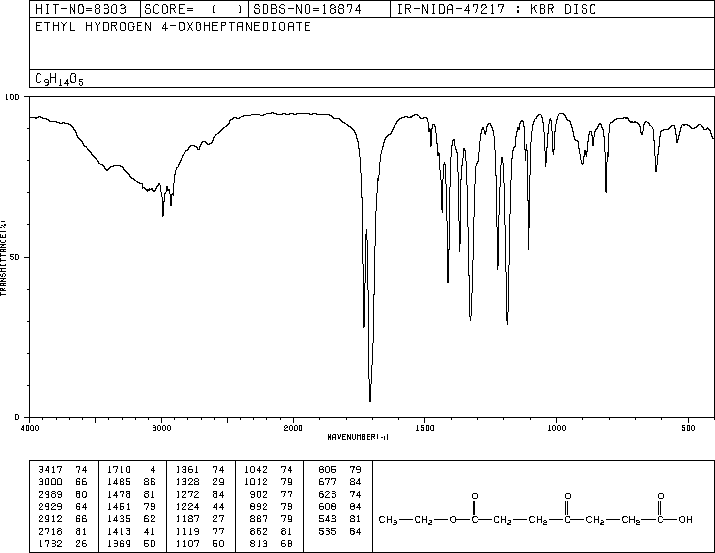 HIT-NO=8303 SCORE= ( ) SDBS-NO=18874 IR-NIDA-47217 : KBR DISC
ETHYL HYDROGEN 4-OXOHEPTANEDIOATE
C9H14O5
100
50
0
TRANSMITTANCE(%)
4000 3000 2000 1500 1000 500
WAVENUMBER(-1)
3417 74 1710 4 1361 74 1042 74 806 79
3000 66 1485 86 1328 29 1012 79 677 84
2989 60 1478 81 1272 84 902 77 623 74
2929 64 1451 79 1224 44 892 79 608 84
2912 66 1435 62 1187 27 887 79 543 81
2718 81 1413 41 1119 77 862 81 535 84
1732 26 1369 50 1107 50 813 68
O O O
CH3—CH2—O—C—CH2—CH2—C—CH2—CH2—C—OH